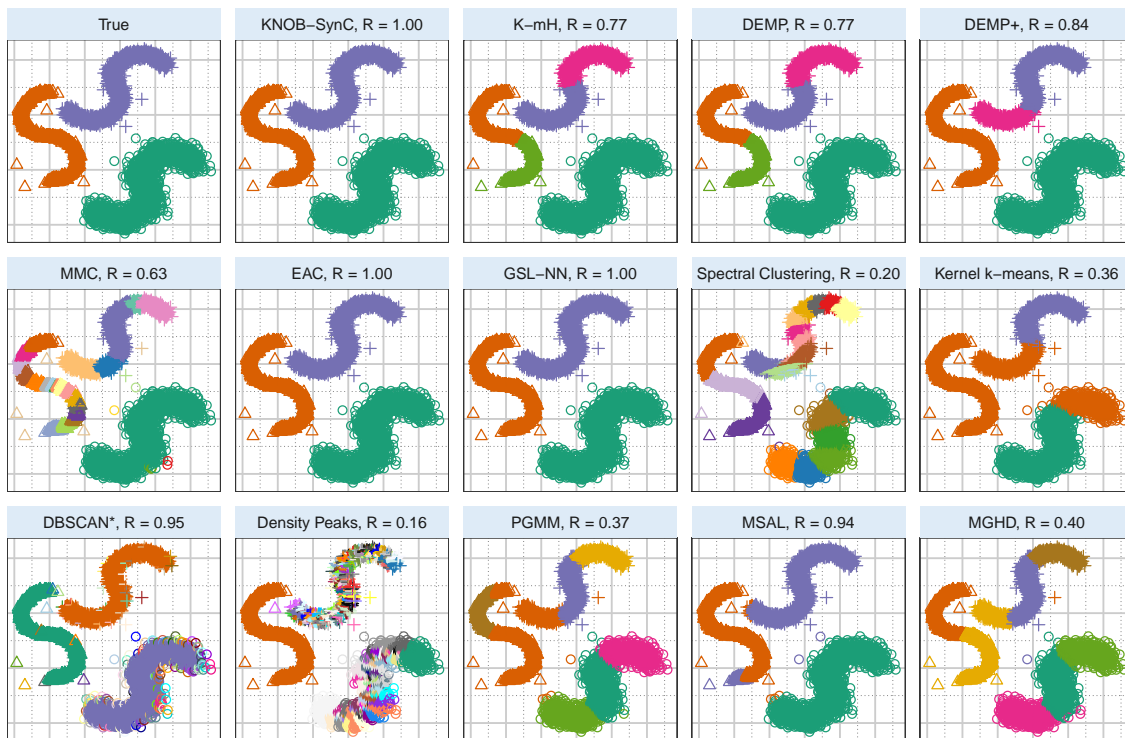 True
KNOB−SynC, R = 1.00
K−mH, R = 0.77
DEMP, R = 0.77
DEMP+, R = 0.84
MMC, R = 0.63
EAC, R = 1.00
GSL−NN, R = 1.00
Spectral Clustering, R = 0.20
Kernel k−means, R = 0.36
DBSCAN*, R = 0.95
Density Peaks, R = 0.16
PGMM, R = 0.37
MSAL, R = 0.94
MGHD, R = 0.40